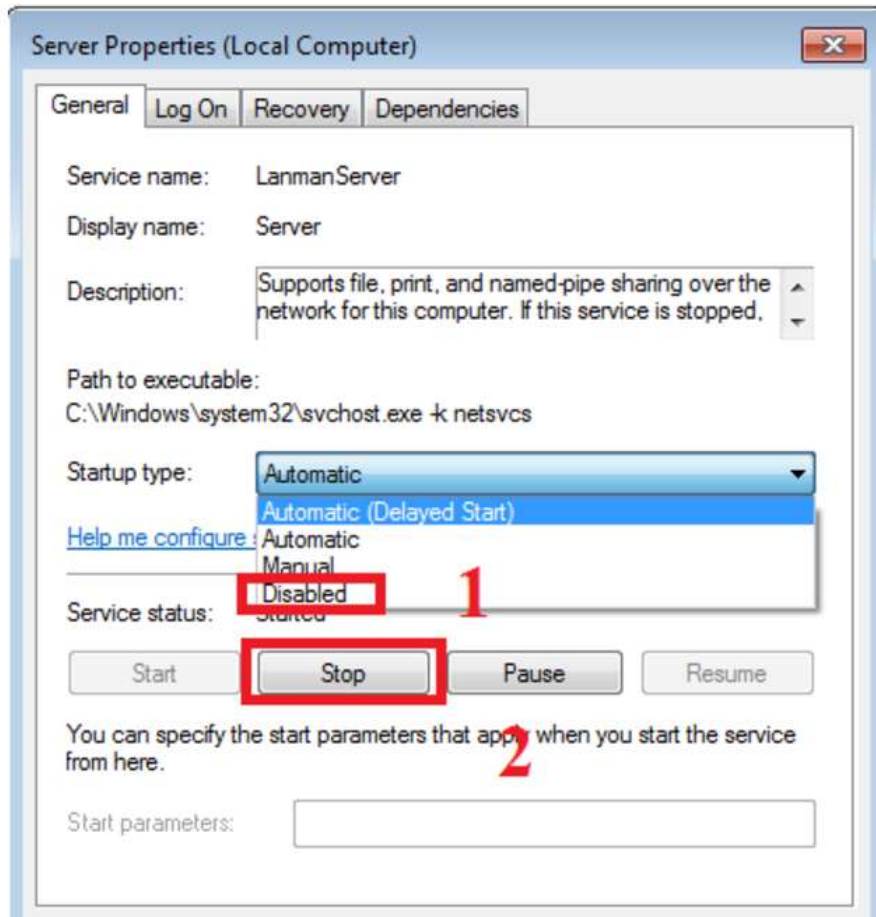 Server Properties (Local Computer)
General Log On Recovery Dependencies
Service name: LanmanServer
Display name: Server
Description: Supports file, print, and named-pipe sharing over the
network for this computer. If this service is stopped,
Path to executable:
C:\Windows\system32\svchost.exe -k netsvcs
Startup type: Automatic
Automatic (Delayed Start)
Help me configure
Automatic
Manual
Disabled
1
Service status: Started
Start Stop Pause Resume
2
You can specify the start parameters that apply when you start the service
from here.
Start parameters: